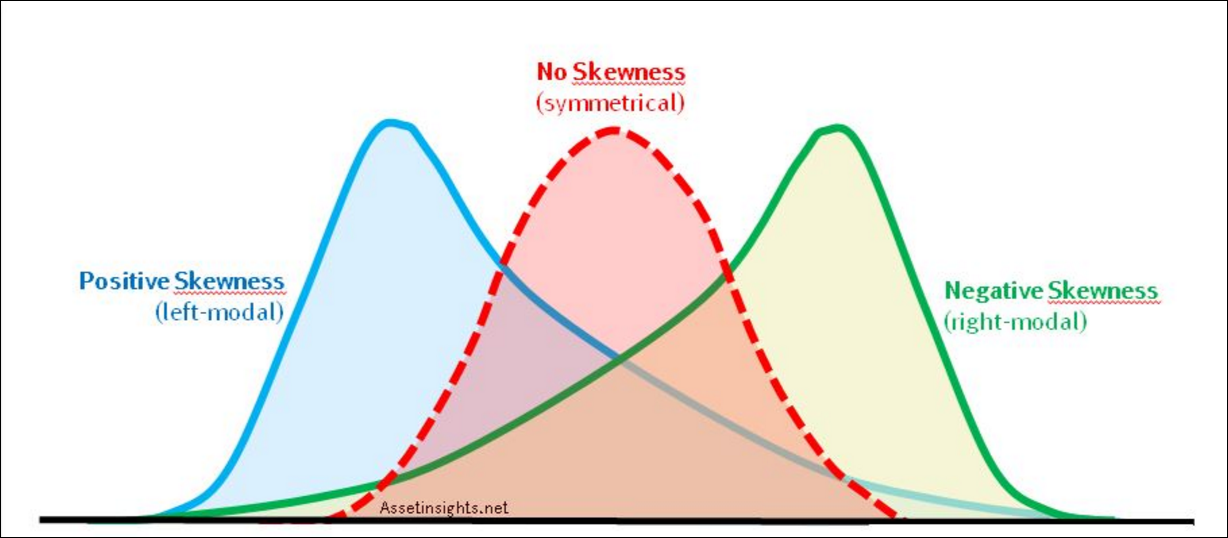 No Skewness
(symmetrical)
Positive Skewness
(left-modal)
Negative Skewness
(right-modal)
Assetinsights.net